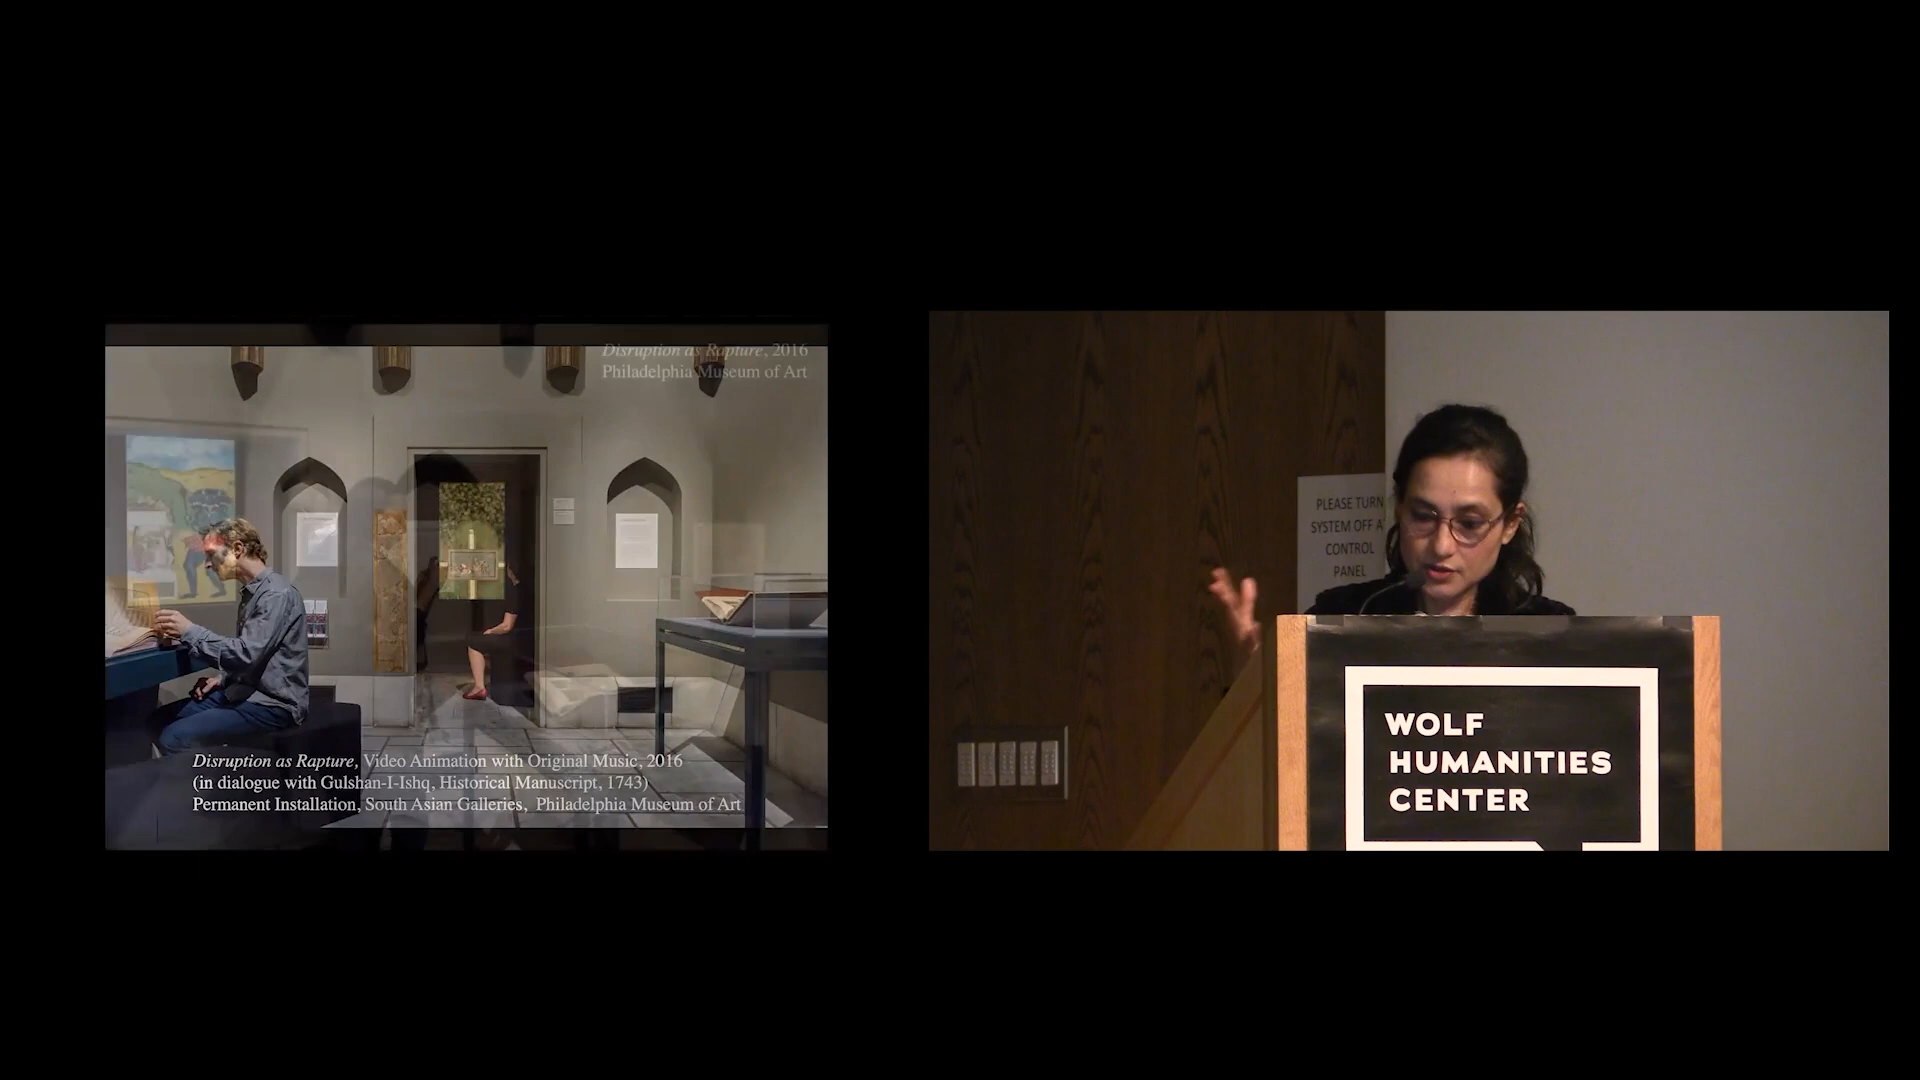 Disruption as Rapture, 2016
Philadelphia Museum of Art
Disruption as Rapture, Video Animation with Original Music, 2016
(in dialogue with Gulshan-I-Ishq, Historical Manuscript, 1743)
Permanent Installation, South Asian Galleries, Philadelphia Museum of Art
PLEASE TURN
SYSTEM OFF A
CONTROL
PANEL
WOLF
HUMANITIES
CENTER